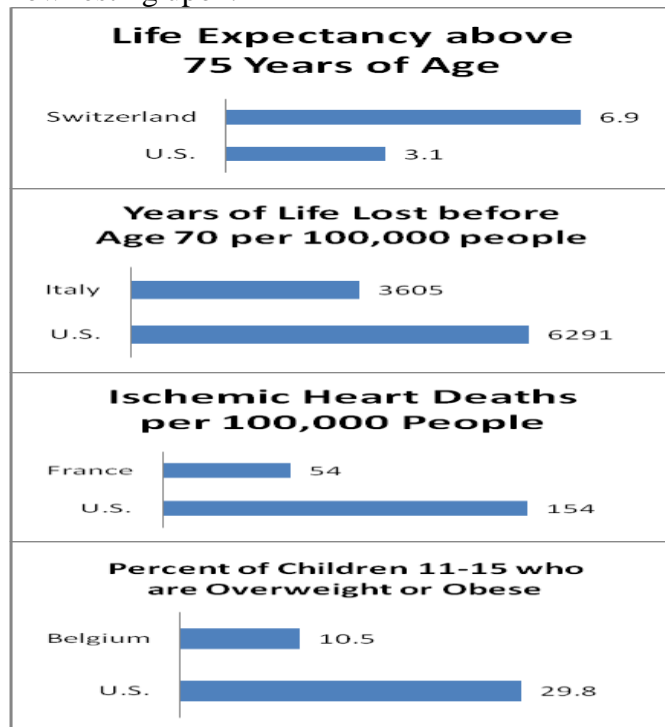 Life Expectancy above
75 Years of Age
Switzerland 6.9
U.S. 3.1
Years of Life Lost before
Age 70 per 100,000 people
Italy 3605
U.S. 6291
Ischemic Heart Deaths
per 100,000 People
France 54
U.S. 154
Percent of Children 11-15 who
are Overweight or Obese
Belgium 10.5
U.S. 29.8